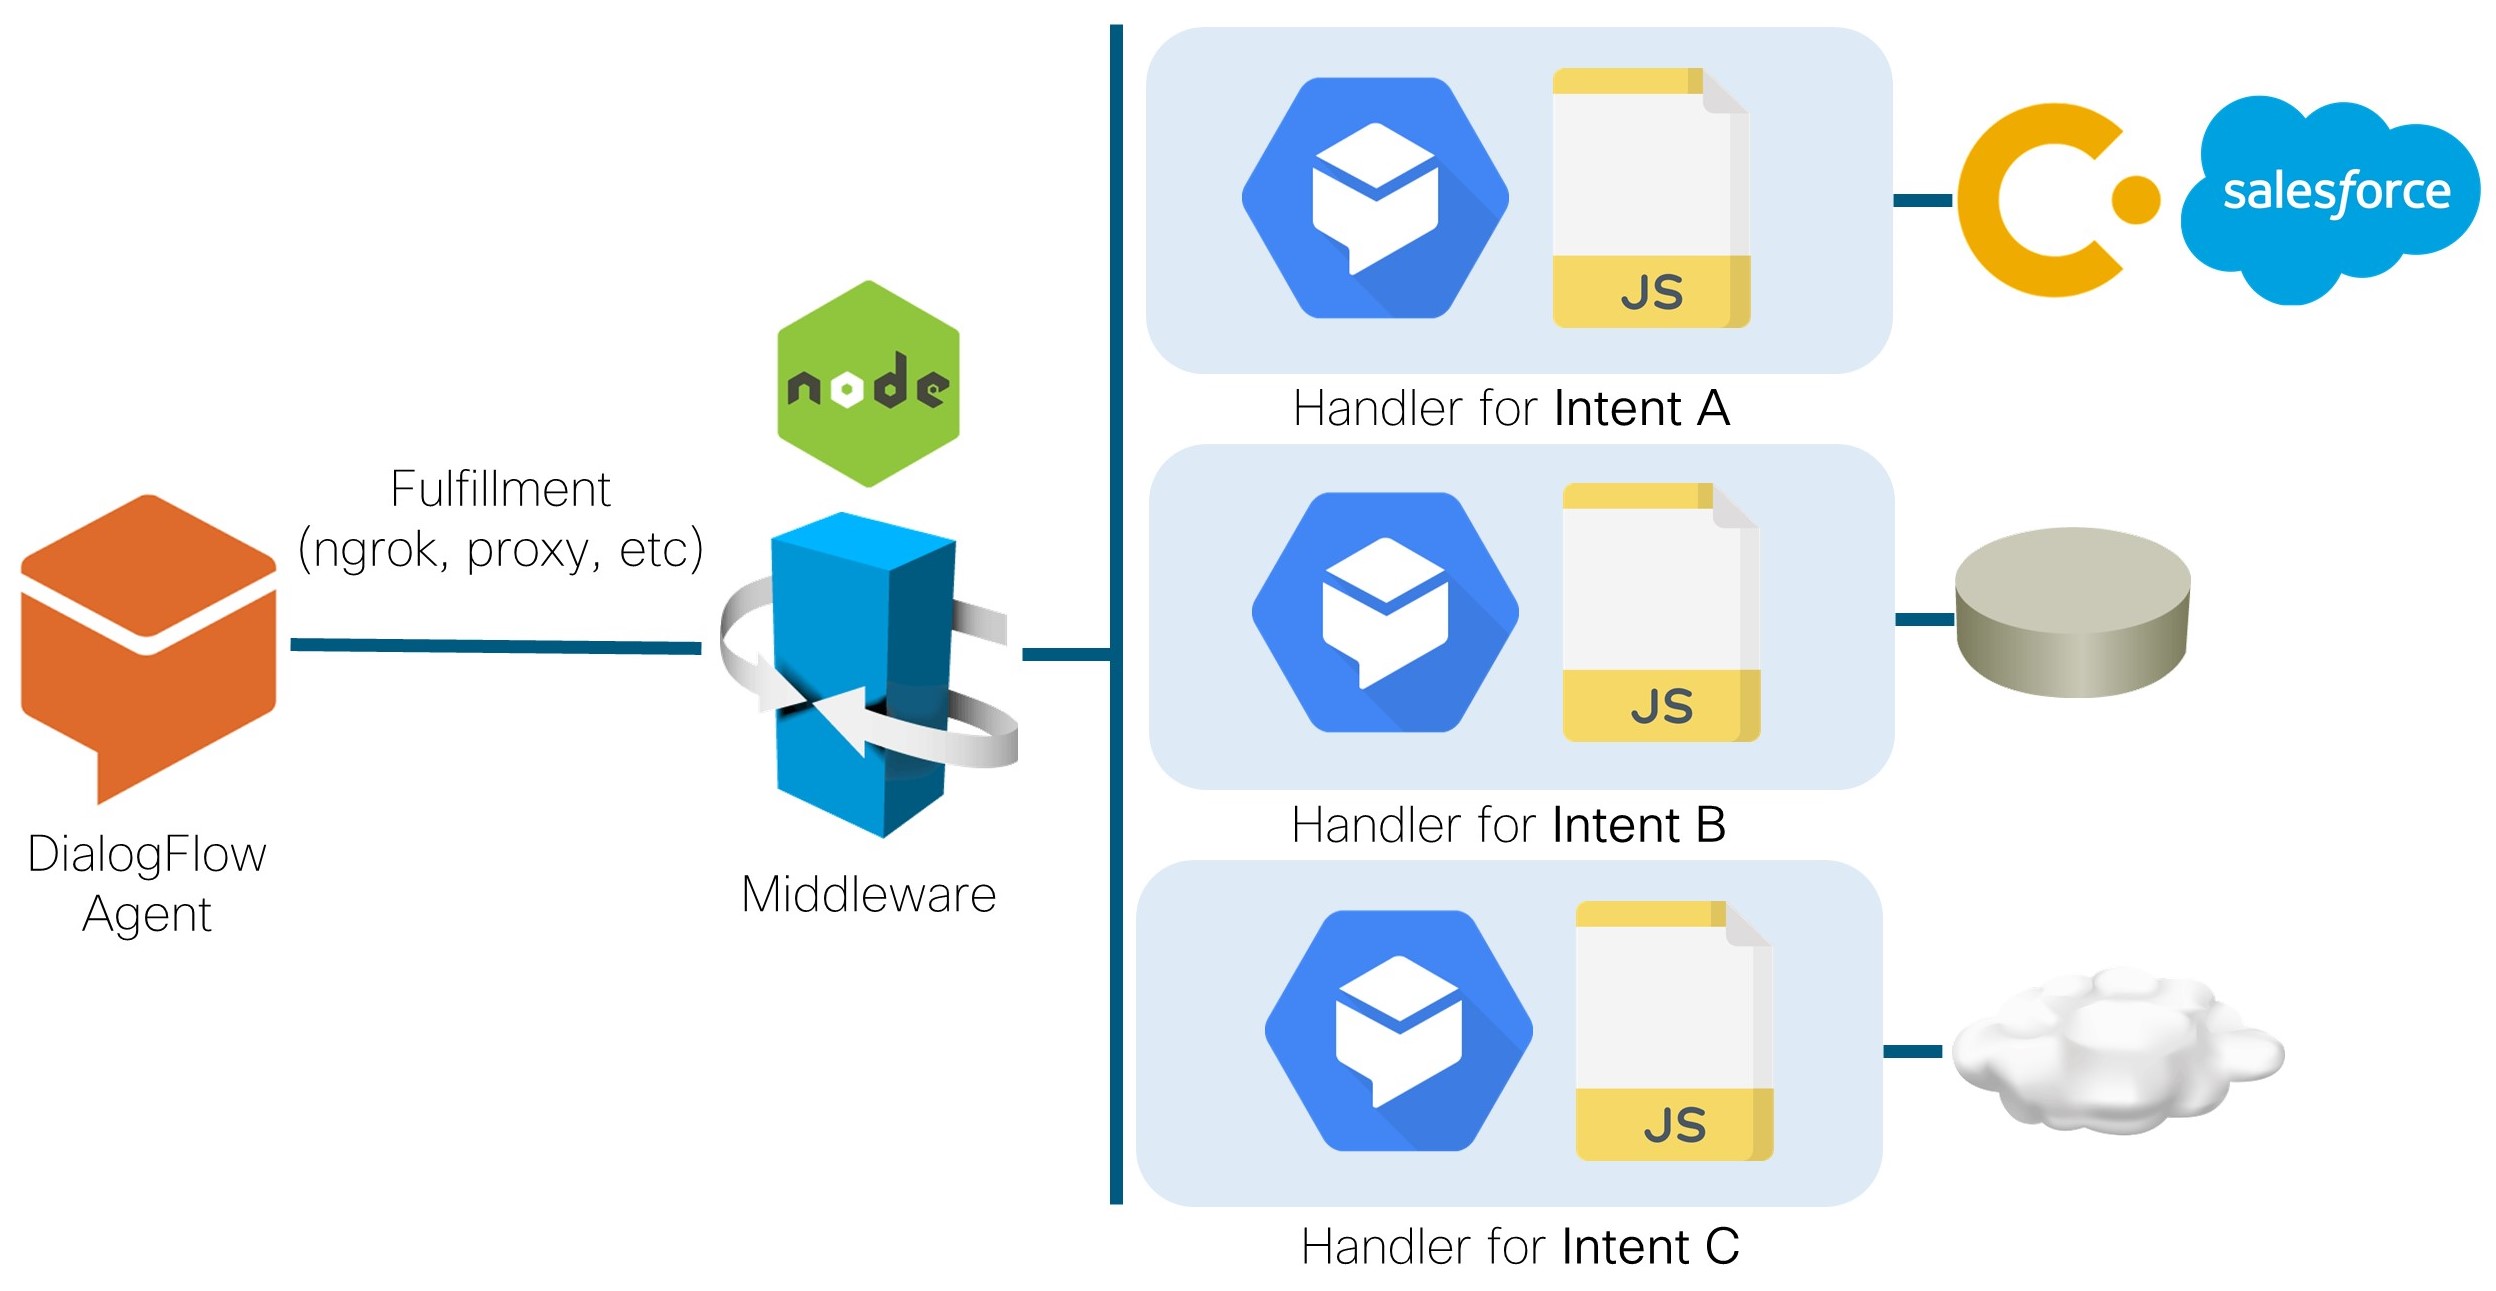 DialogFlow
Agent
Fulfillment
(ngrok, proxy, etc)
node
Middleware
JS
Handler for Intent A
salesforce
JS
Handler for Intent B
JS
Handler for Intent C